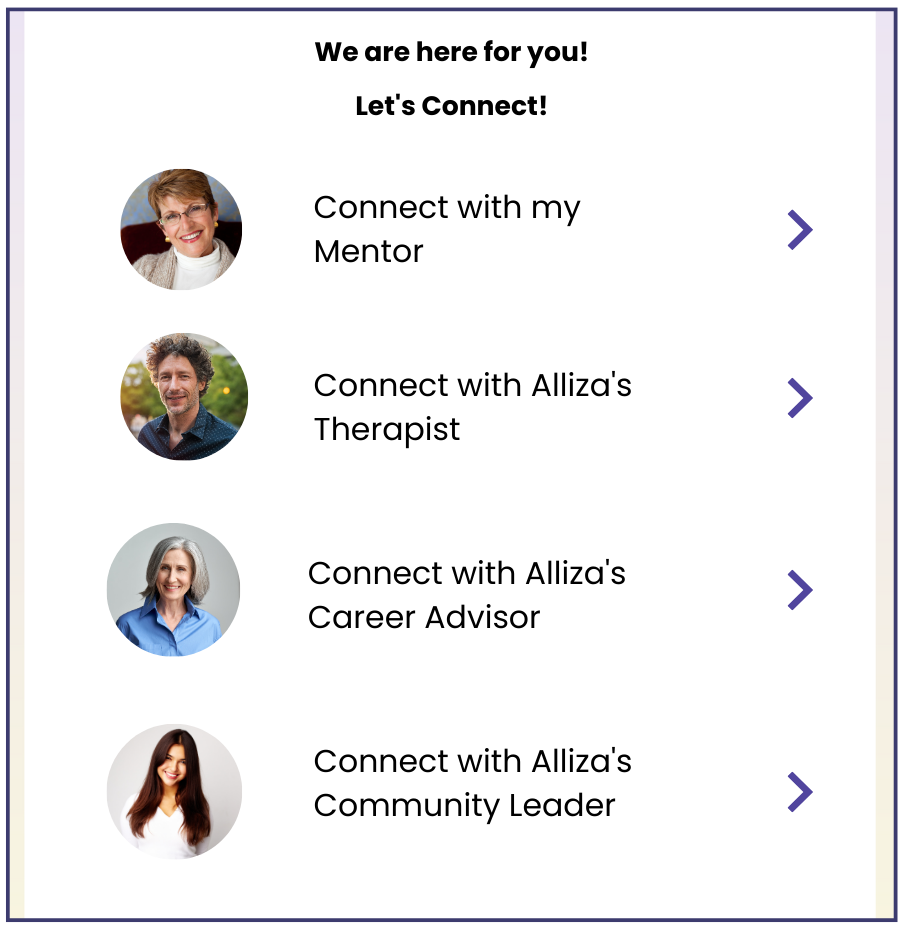 We are here for you!
Let's Connect!
Connect with my
Mentor
Connect with Alliza's
Therapist
Connect with Alliza's
Career Advisor
Connect with Alliza's
Community Leader